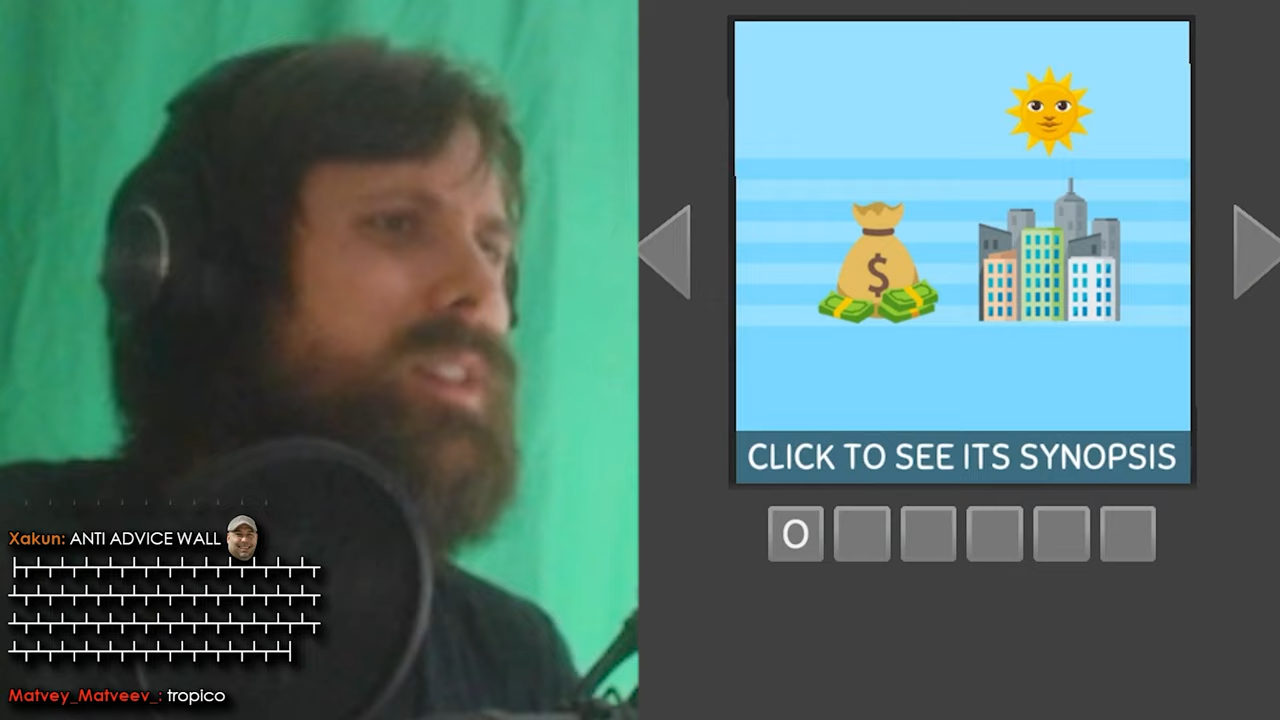 CLICK TO SEE ITS SYNOPSIS
O
Xakun: ANTI ADVICE WALL
Matvey_Matveev_: tropico